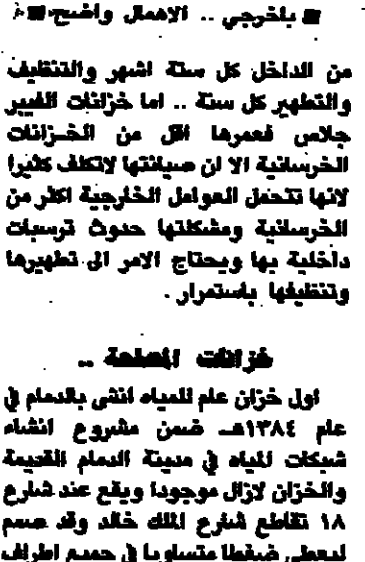 باخرجي .. الاهمال واضح
من الداخل كل ستة اشهر والتنظيف
والتطهير كل سنة .. اما خزانات الفيبر
جلاس فعمرها اقل من الخـزانات
الخرسانية الا ان صيانتها لاتكلف كثيرا
لانها تتحمل العوامل الخارجية اكثر من
الخرسانية ومشكلتها حدوث ترسبات
داخلية بها ويحتاج الامر الى تطهيرها
وتنظيفها باستمرار .
خزانات المصلحة ..
اول خزان عام للمياه انشى بالدمام في
عام ١٣٨٤هـ ضمن مشروع انشاء
شبكات المياه في مدينة الدمام القديمة
والخزان لازال موجودا ويقع عند شارع
١٨ تقاطع شارع الملك خالد وقد صمم
ليعطي ضغطا متساويا في جميع اطراف